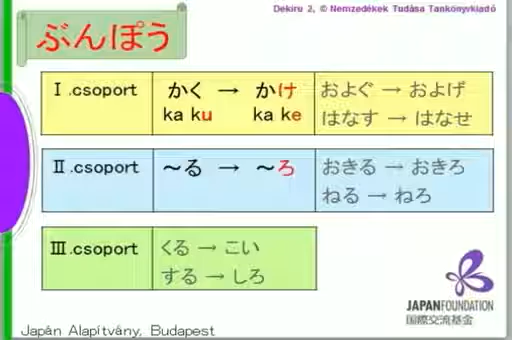 Dekiru 2, © Nemzedékek Tudása Tankönyvkiadó
ぶんぽう
Ⅰ.csoport
かく → かけ
ka ku ka ke
およぐ → およげ
はなす → はなせ
Ⅱ.csoport
～る → ～ろ
おきる → おきろ
ねる → ねろ
Ⅲ.csoport
くる → こい
する → しろ
JAPANFOUNDATION
国際交流基金
Japán Alapítvány, Budapest